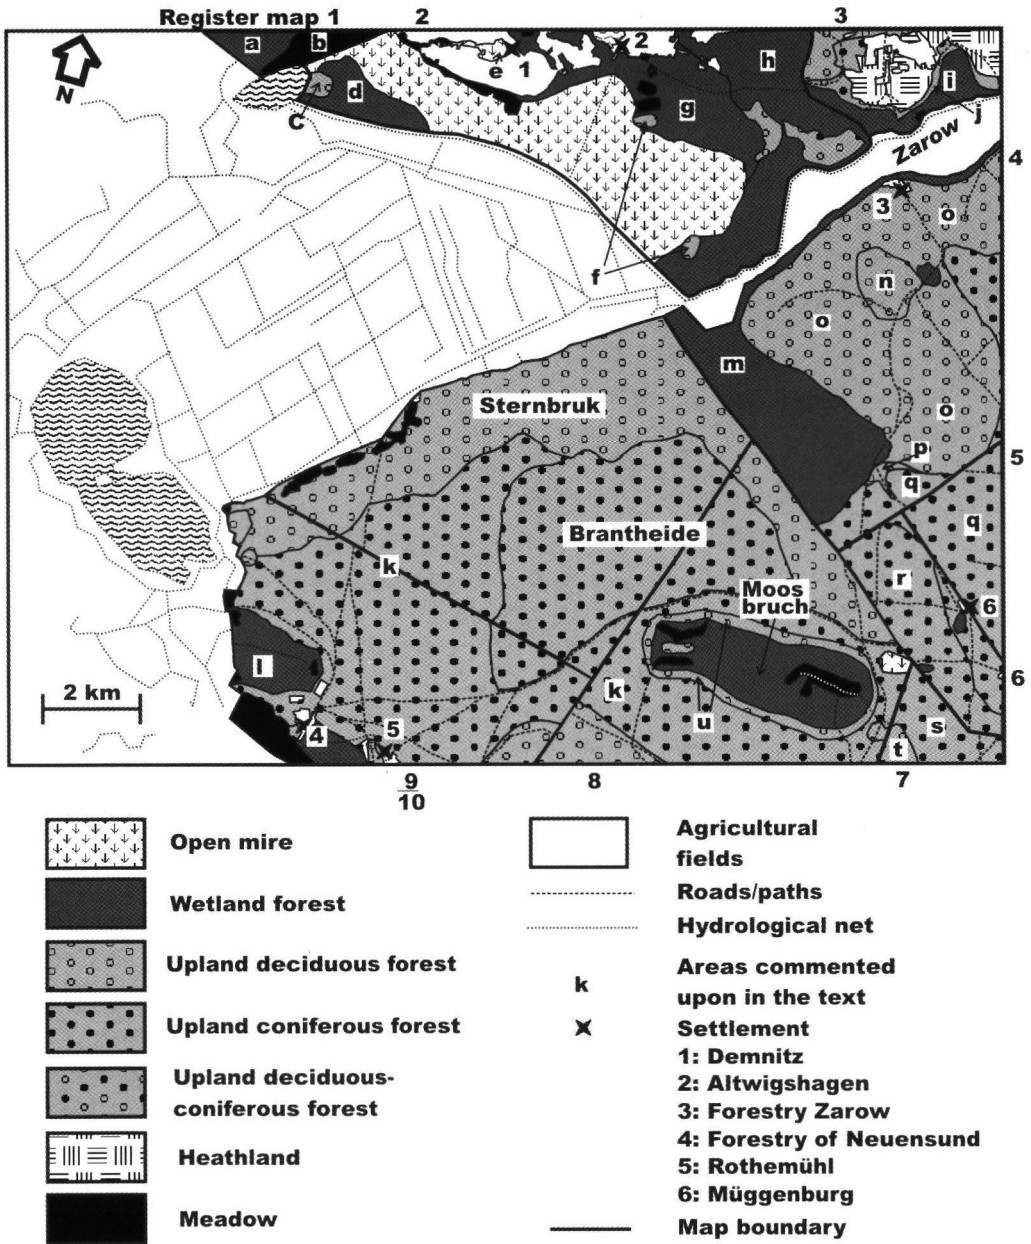 Register map 1 2 3
a b
e 1 2 h
N
C d g i
j
Zarow
4
3 o
f n
o
m
Sternbruk
o
p
5
q
q
Brantheide
k r
Moos
bruch
6
l
2 km
k 6
u s
4 5 t
9
10
8 7
Open mire
Wetland forest
Upland deciduous forest
Upland coniferous forest
Upland deciduous-
coniferous forest
Heathland
Meadow
Agricultural
fields
Roads/paths
Hydrological net
k Areas commented
upon in the text
Settlement
1: Demnitz
2: Altwigshagen
3: Forestry Zarow
4: Forestry of Neuensund
5: Rothemühl
6: Müggenburg
Map boundary